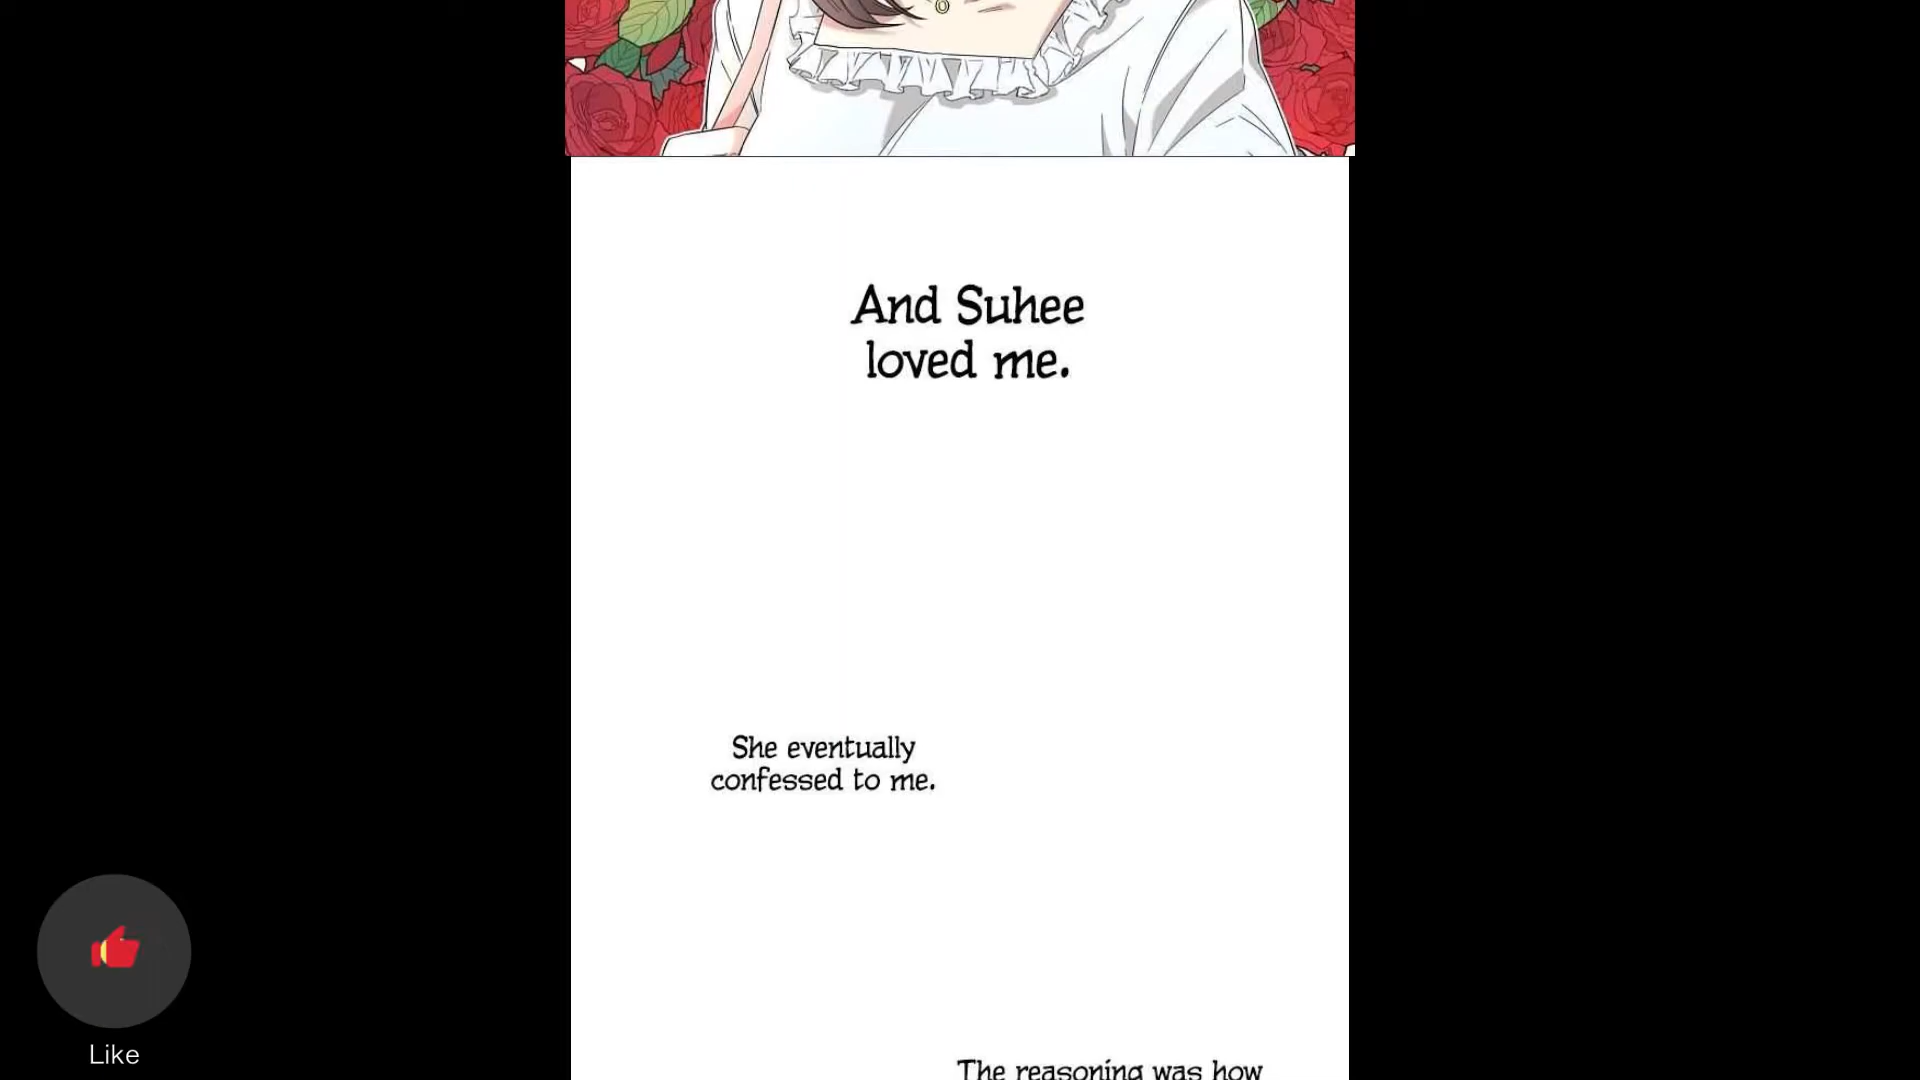 And Suhee
loved me.
She eventually
confessed to me.
The reasoning was how
Like